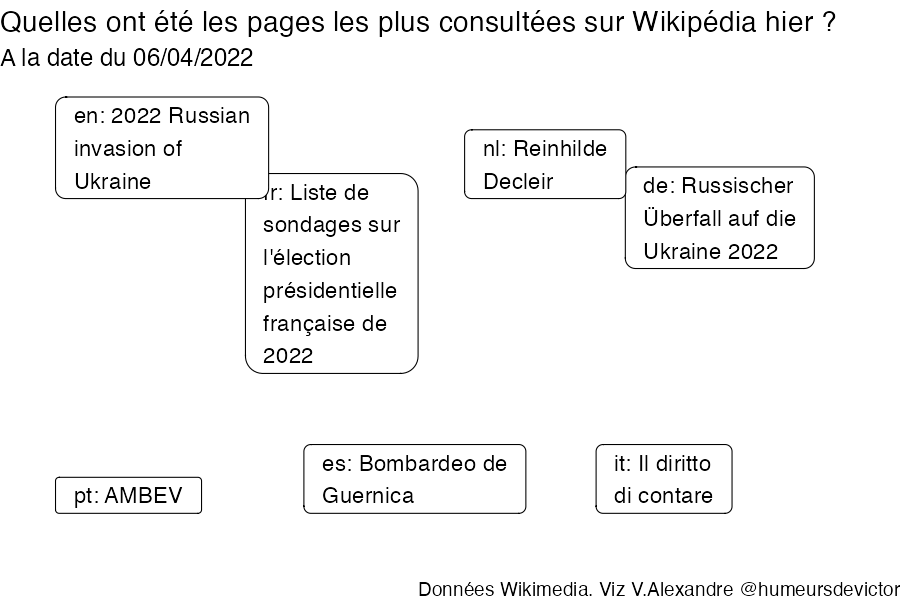 Quelles ont été les pages les plus consultées sur Wikipédia hier ?
A la date du 06/04/2022
en: 2022 Russian
invasion of
Ukraine
fr: Liste de
sondages sur
l'élection
présidentielle
française de
2022
nl: Reinhilde
Decleir
de: Russischer
Überfall auf die
Ukraine 2022
pt: AMBEV
es: Bombardeo de
Guernica
it: Il diritto
di contare
Données Wikimedia. Viz V.Alexandre @humeursdevictor